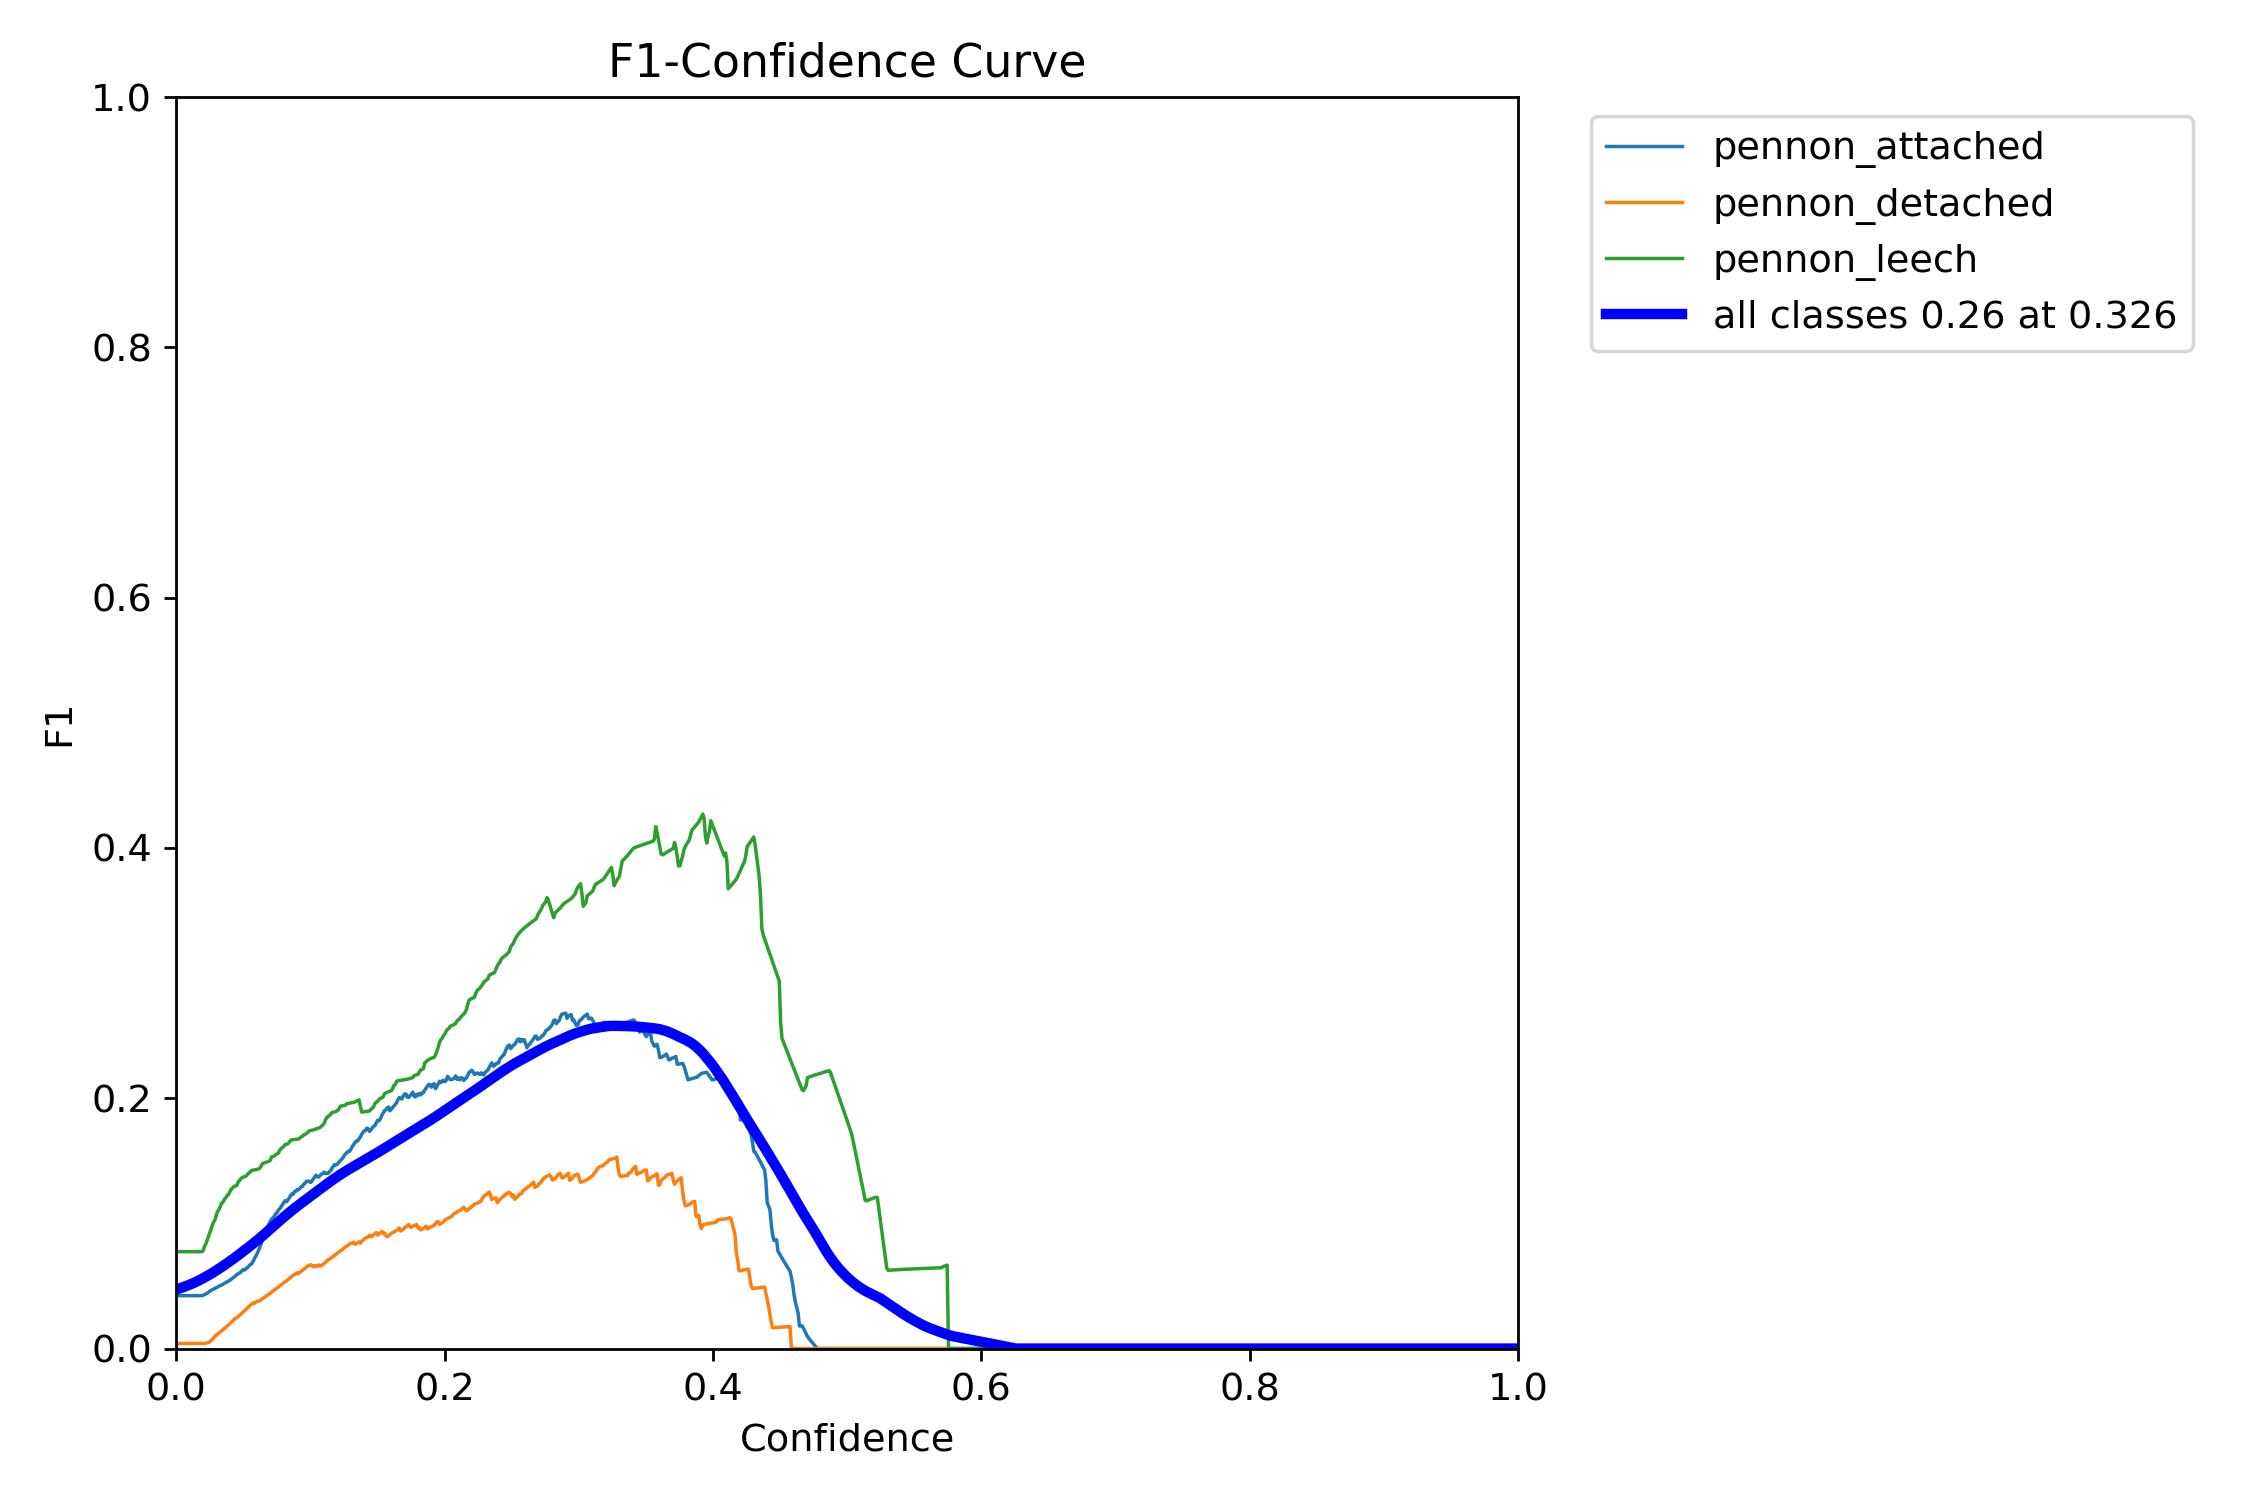 F1-Confidence Curve
1.0
0.8
0.6
0.4
0.2
0.0
F1
0.0 0.2 0.4 0.6 0.8 1.0
Confidence
pennon_attached
pennon_detached
pennon_leech
all classes 0.26 at 0.326